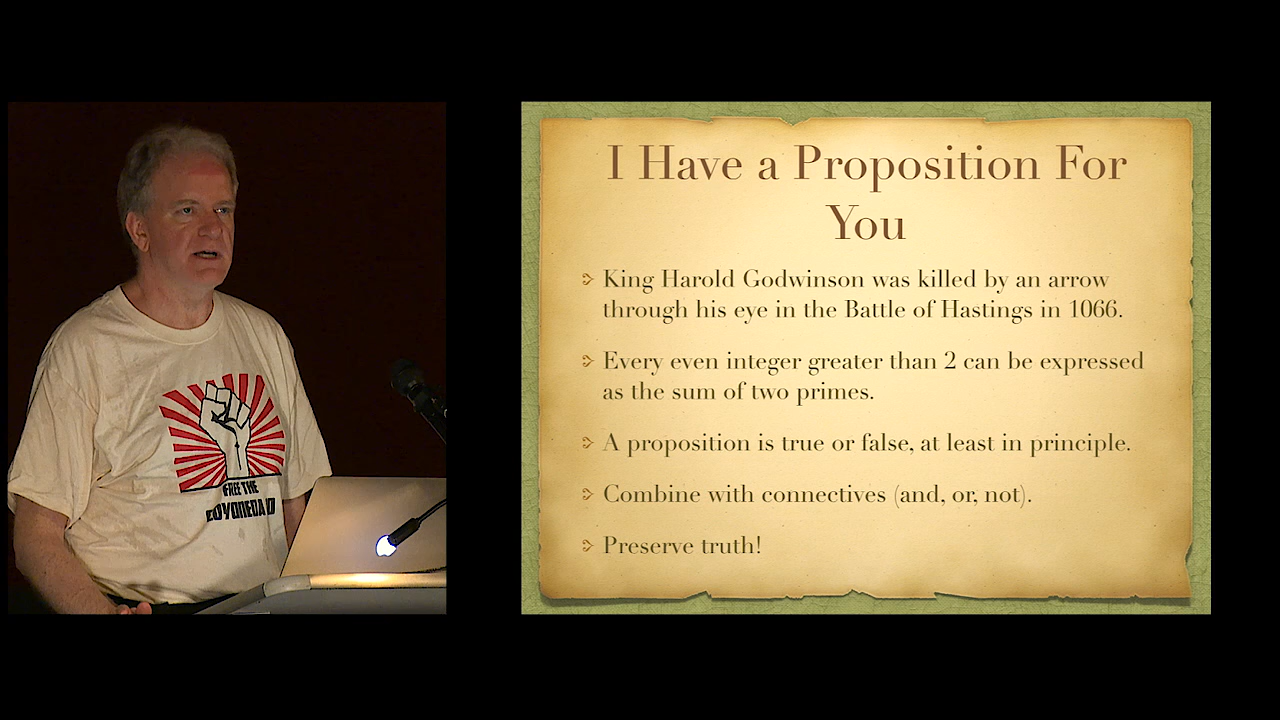 FREE THE
I Have a Proposition For
You
King Harold Godwinson was killed by an arrow
through his eye in the Battle of Hastings in 1066.
Every even integer greater than 2 can be expressed
as the sum of two primes.
A proposition is true or false, at least in principle.
Combine with connectives (and, or, not).
Preserve truth!